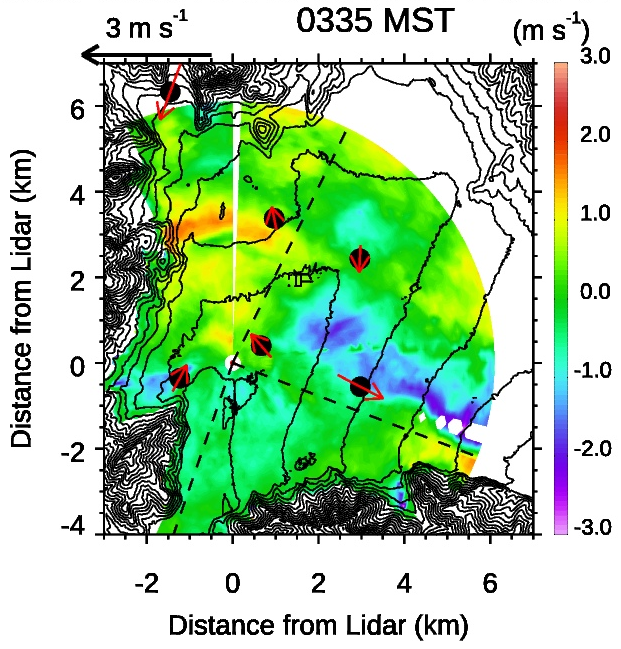 0335 MST
3 m s⁻¹
(m s⁻¹)
3.0
2.0
1.0
0.0
-1.0
-2.0
-3.0
6
4
2
0
-2
-4
Distance from Lidar (km)
-2 0 2 4 6
Distance from Lidar (km)